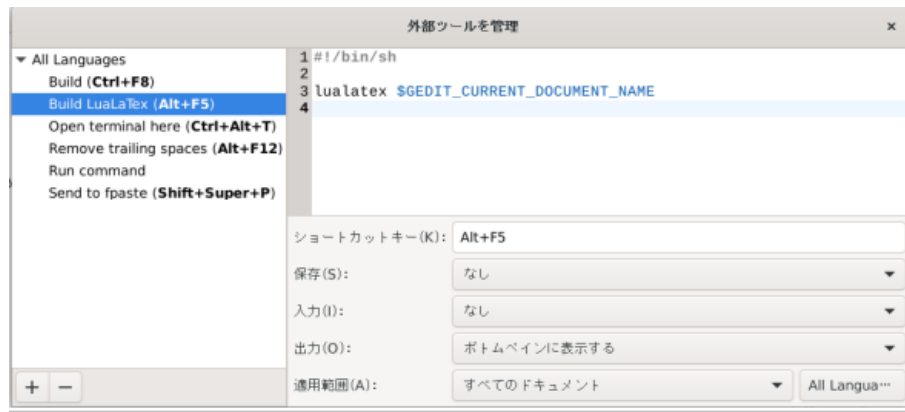 外部ツールを管理 ×
All Languages
Build (Ctrl+F8)
Build LuaLaTex (Alt+F5)
Open terminal here (Ctrl+Alt+T)
Remove trailing spaces (Alt+F12)
Run command
Send to fpaste (Shift+Super+P)
1 #!/bin/sh
2
3 lualatex $GEDIT_CURRENT_DOCUMENT_NAME
4
ショートカットキー(K): Alt+F5
保存(S): なし
入力(I): なし
出力(O): ボトムペインに表示する
適用範囲(A): すべてのドキュメント All Langua…
+ −